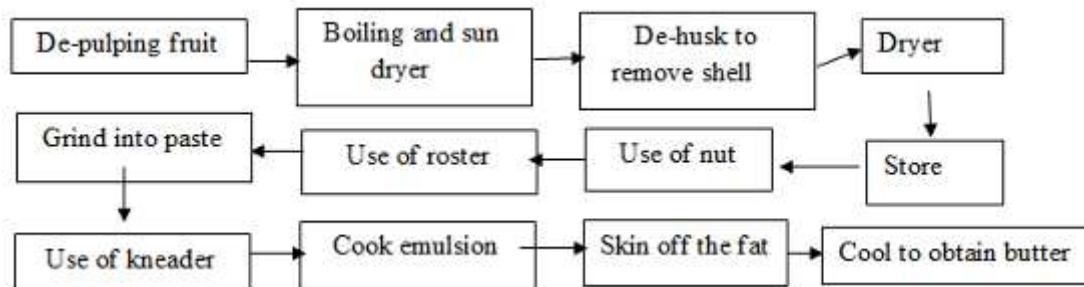 De-pulping fruit
Boiling and sun
dryer
De-husk to
remove shell
Dryer
Store
Use of nut
Use of roster
Grind into paste
Use of kneader
Cook emulsion
Skin off the fat
Cool to obtain butter